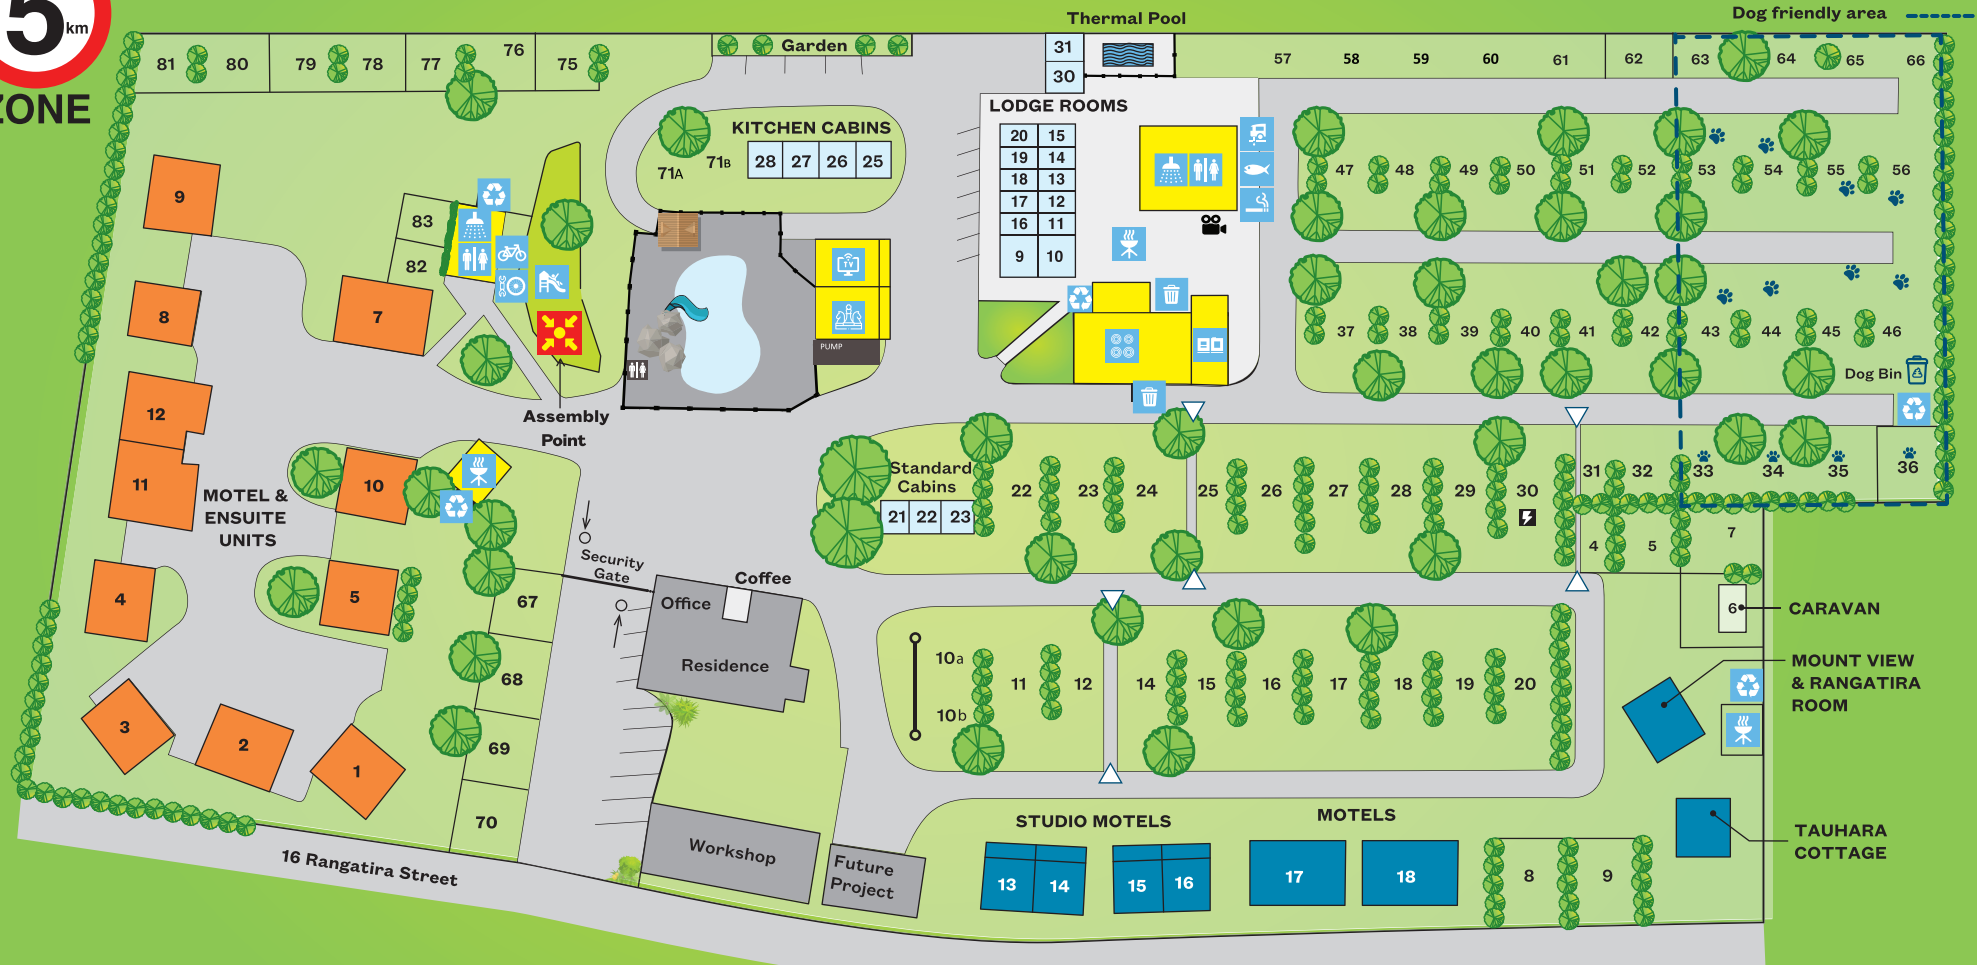 5 km
ZONE
Thermal Pool
Dog friendly area
81 80 79 78 77 76 75
Garden
31
30
57 58 59 60 61 62 63 64 65 66
LODGE ROOMS
20 15
19 14
18 13
17 12
16 11
9 10
KITCHEN CABINS
28 27 26 25
71A 71B
47 48 49 50 51 52 53 54 55 56
9
83
82
8
7
TV
PUMP
37 38 39 40 41 42 43 44 45 46
Dog Bin
Assembly
Point
12
11
10
MOTEL &
ENSUITE
UNITS
Standard
Cabins
21 22 23
22 23 24 25 26 27 28 29 30
31 32 33 34 35 36
4 5 7
Security
Gate
Coffee
Office
Residence
4
5
67
68
69
70
6
CARAVAN
MOUNT VIEW
& RANGATIRA
ROOM
10a
10b
11 12 14 15 16 17 18 19 20
3
2
1
STUDIO MOTELS
MOTELS
13 14 15 16 17 18
8 9
TAUHARA
COTTAGE
Workshop
Future
Project
16 Rangatira Street